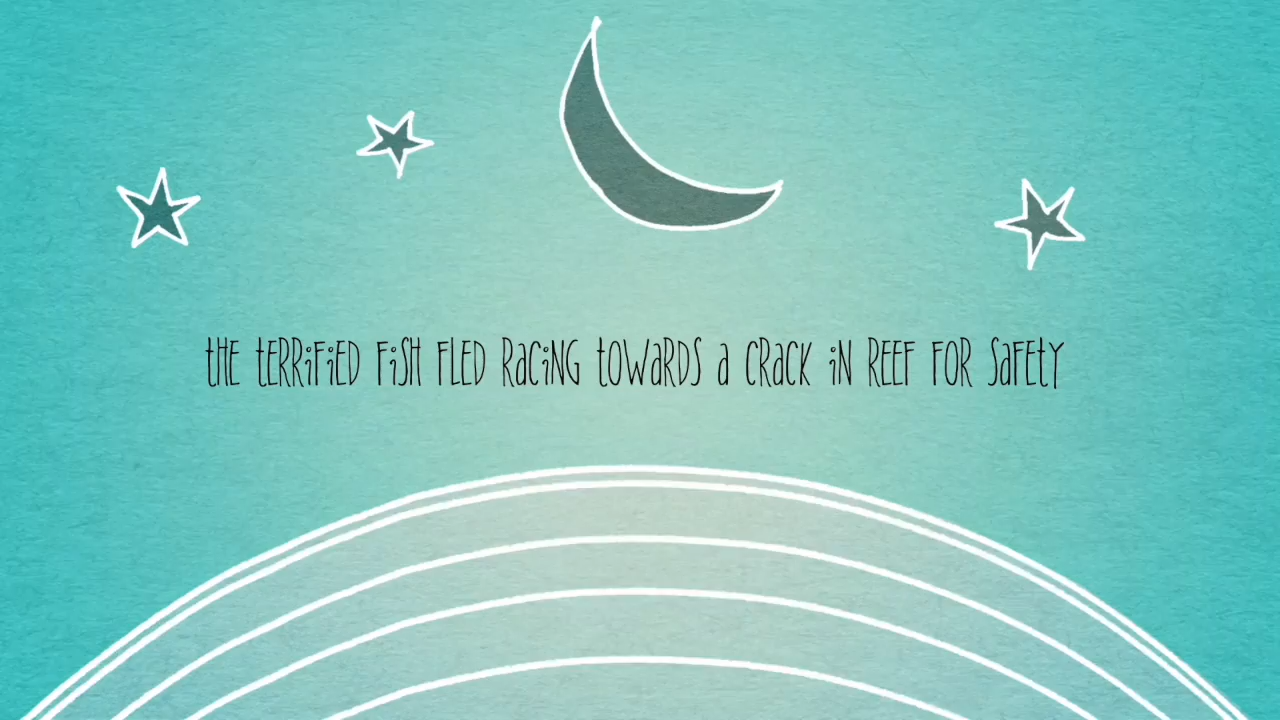 the terrified fish fled racing towards a crack in reef for safety